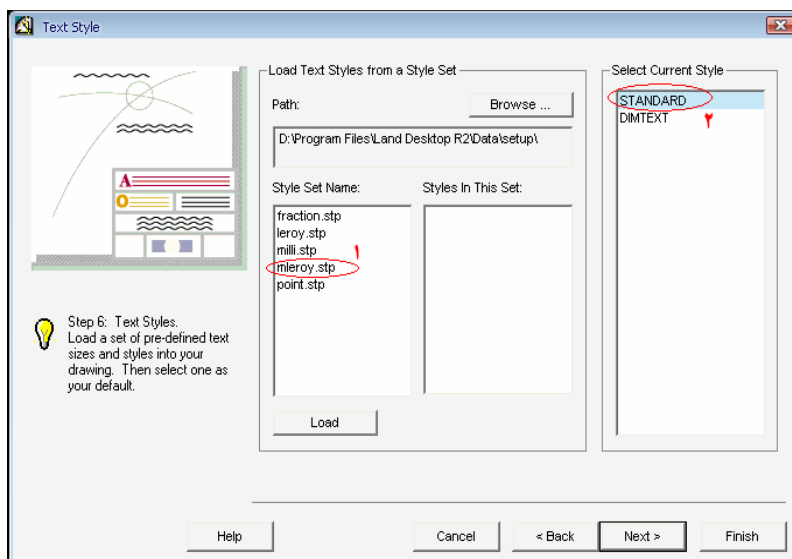 Text Style
A
O
Step 6: Text Styles.
Load a set of pre-defined text
sizes and styles into your
drawing. Then select one as
your default.
Load Text Styles from a Style Set
Path:
Browse ...
D:\Program Files\Land Desktop R2\Data\setup\
Style Set Name:
fraction.stp
leroy.stp
milli.stp ۱
mleroy.stp
point.stp
Load
Styles In This Set:
Select Current Style
STANDARD
DIMTEXT ۲
Help
Cancel
< Back
Next >
Finish